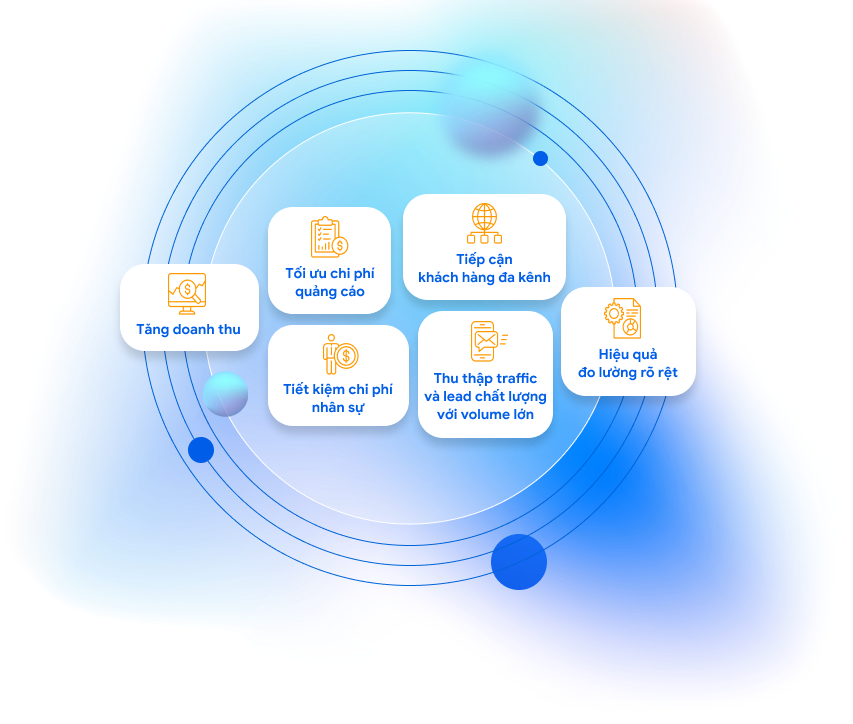 Tăng doanh thu
Tối ưu chi phí
quảng cáo
Tiếp cận
khách hàng đa kênh
Tiết kiệm chi phí
nhân sự
Thu thập traffic
và lead chất lượng
với volume lớn
Hiệu quả
đo lường rõ rệt